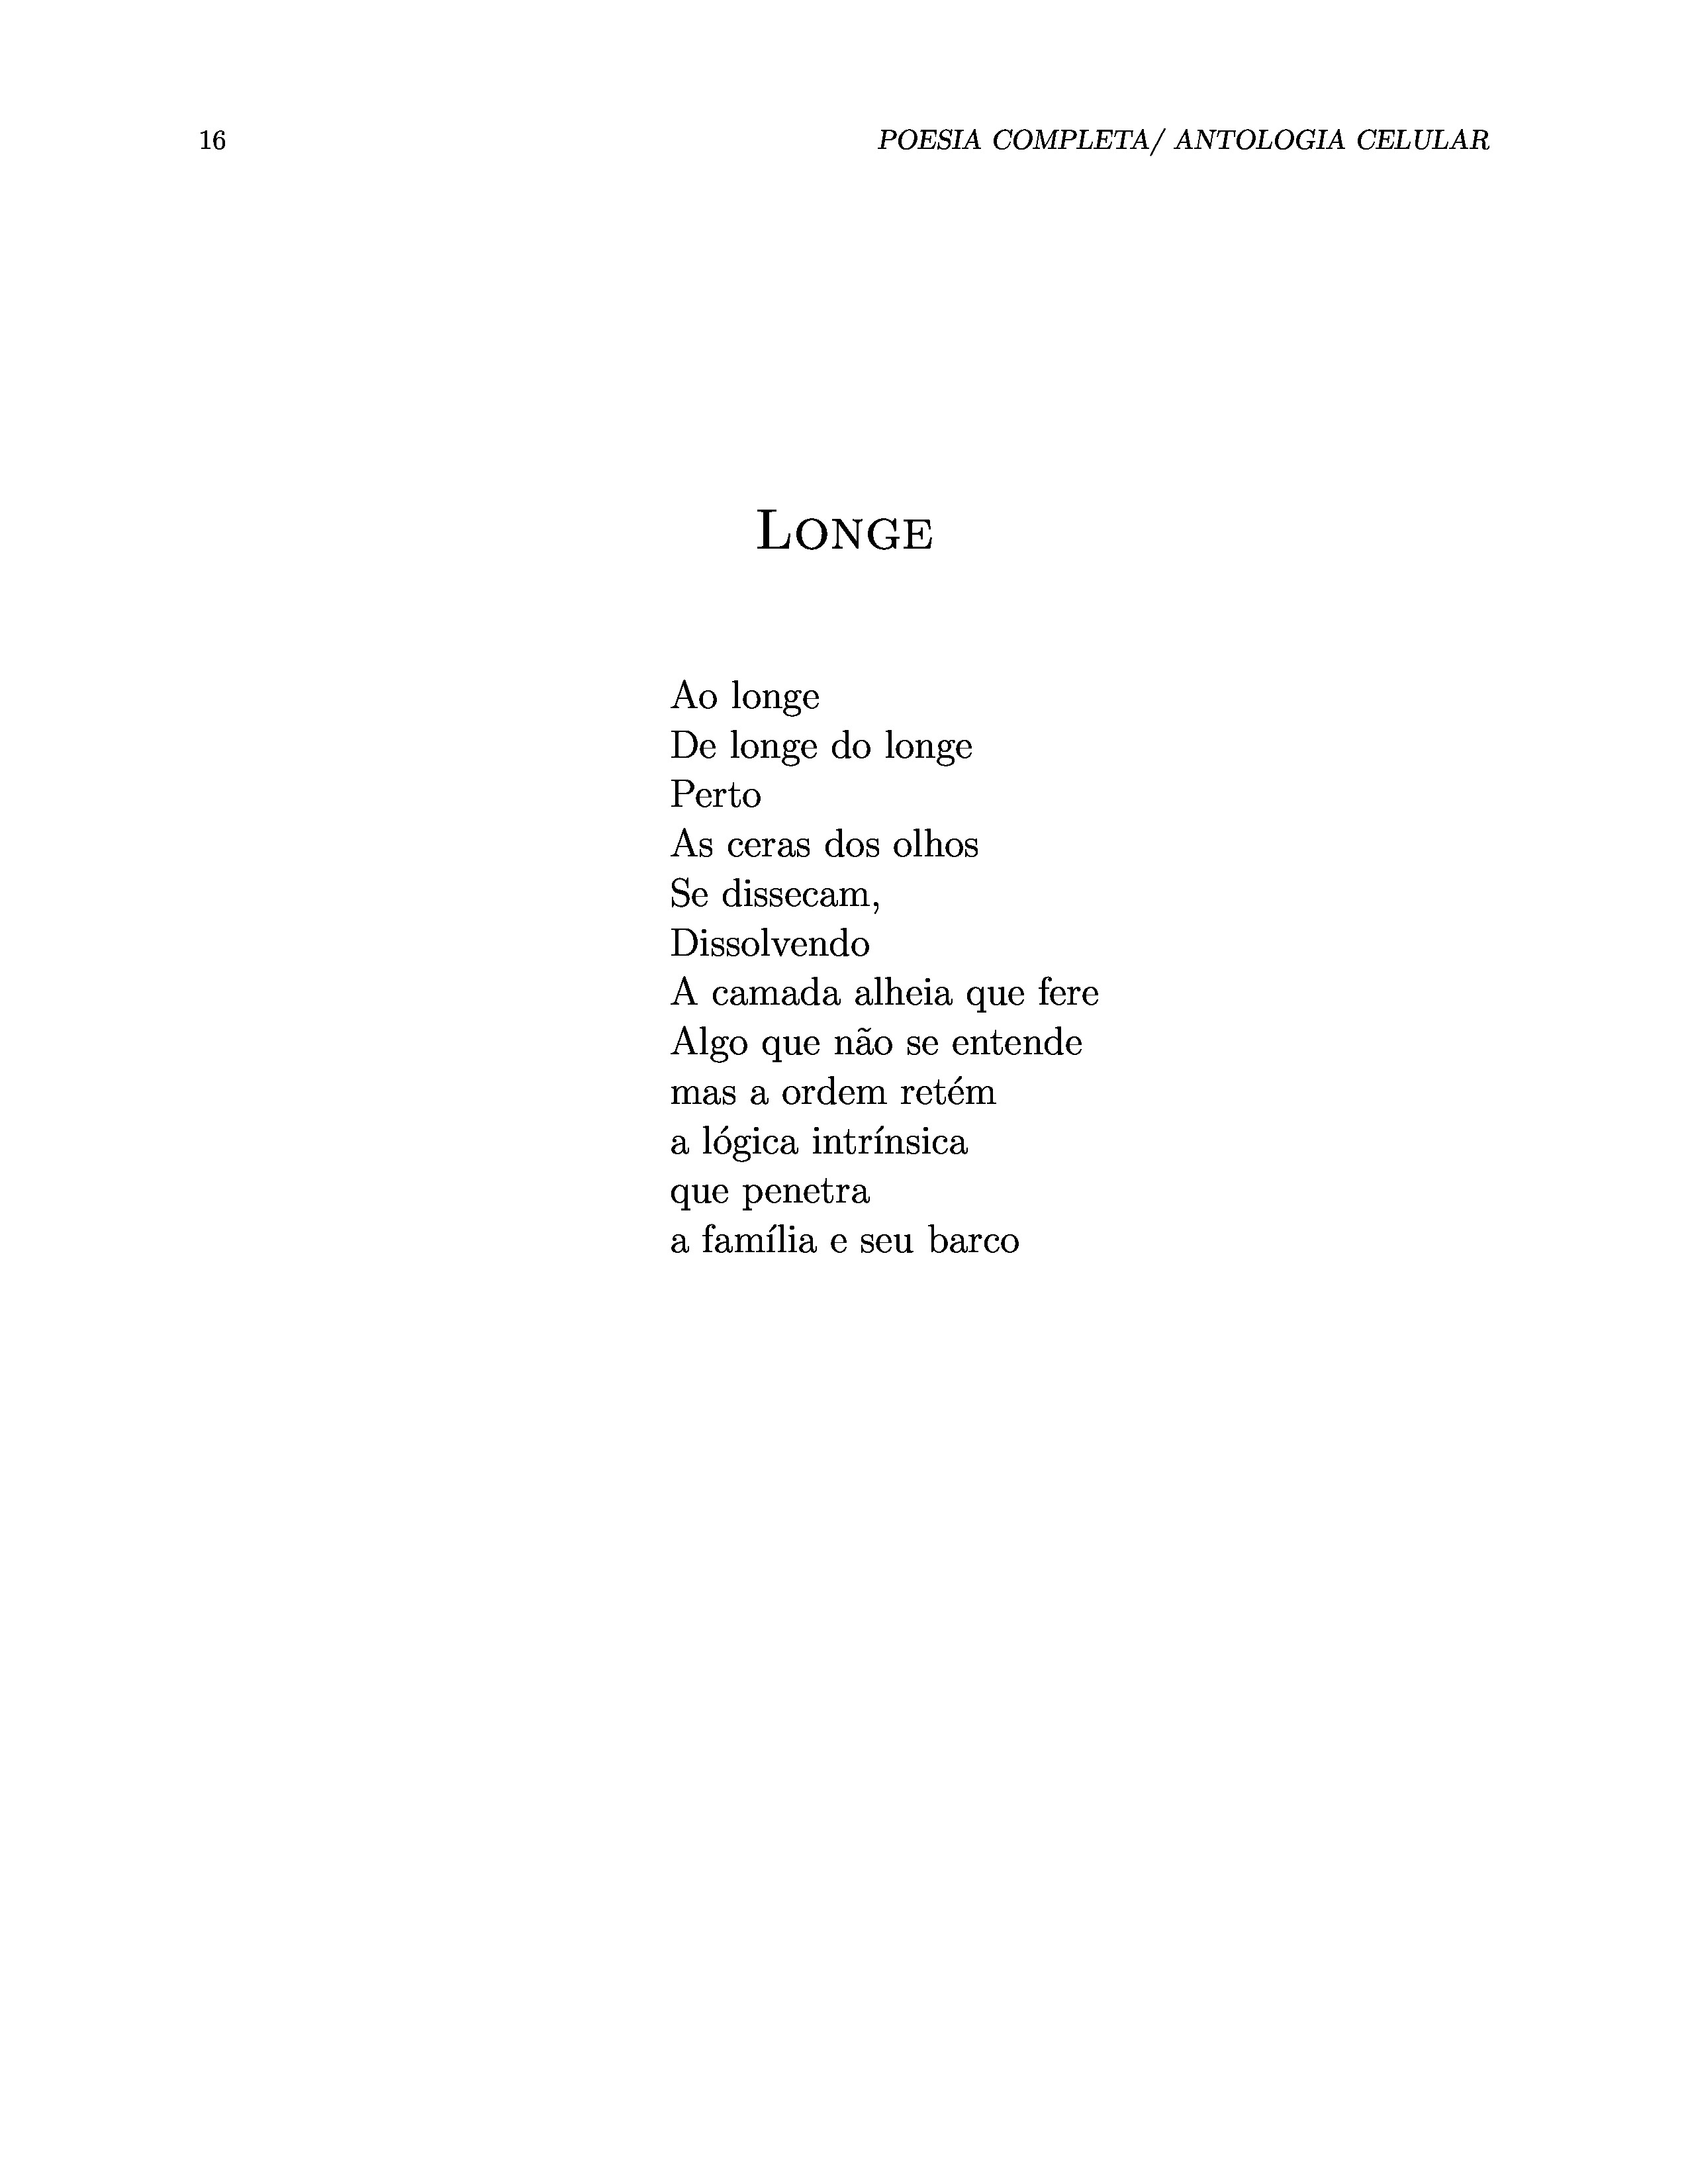 16 POESIA COMPLETA/ ANTOLOGIA CELULAR
LONGE
Ao longe
De longe do longe
Perto
As ceras dos olhos
Se dissecam,
Dissolvendo
A camada alheia que fere
Algo que não se entende
mas a ordem retém
a lógica intrínsica
que penetra
a família e seu barco